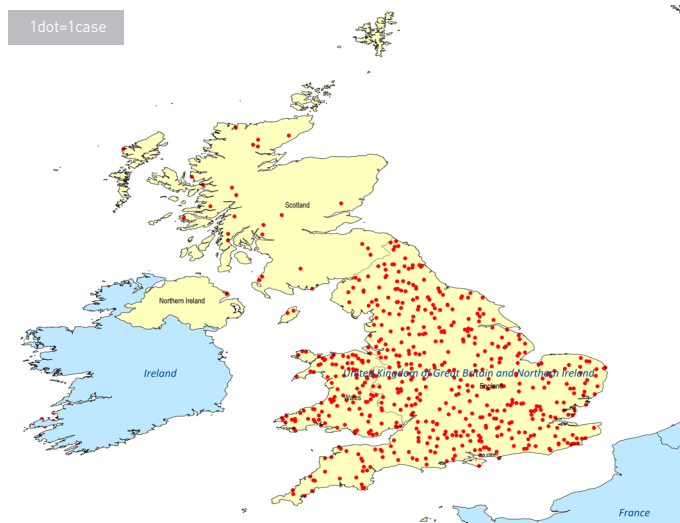 1dot=1case
Scotland
Northern Ireland
Ireland
United Kingdom of Great Britain and Northern Ireland
England
Wales
France